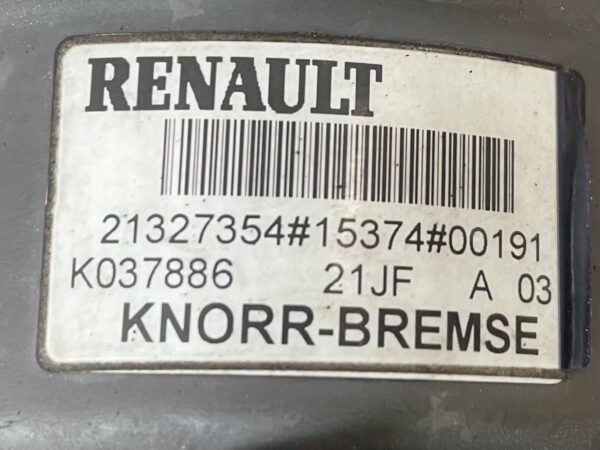 RENAULT
21327354#15374#00191
K037886 21JF A 03
KNORR-BREMSE